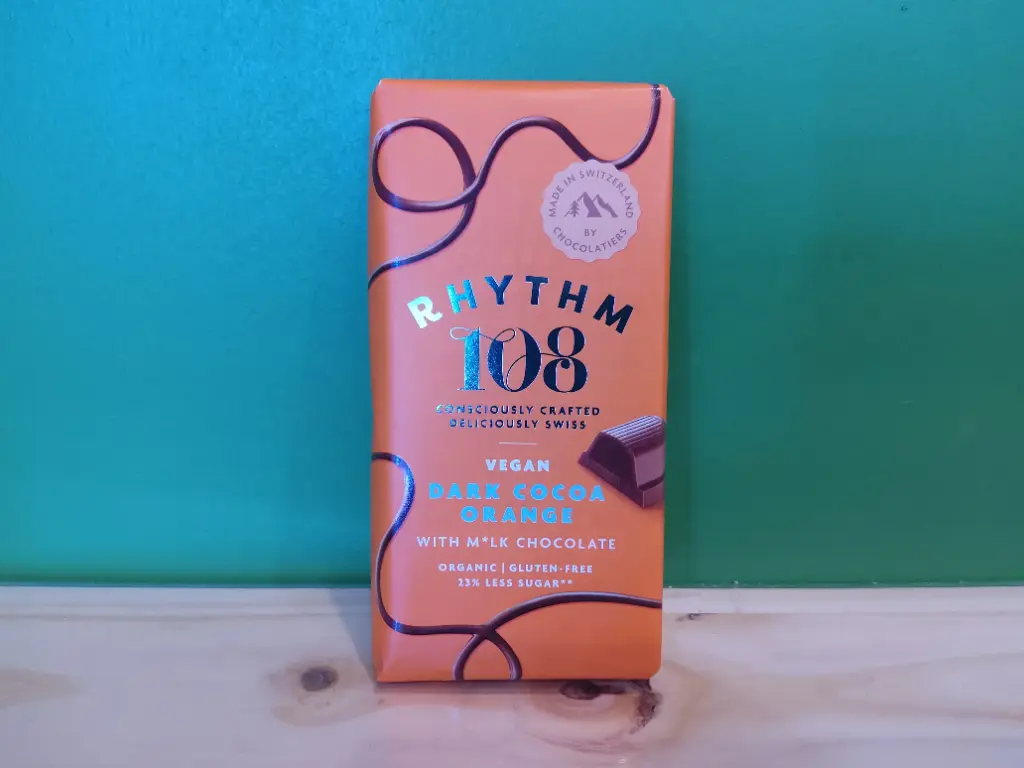 MADE IN SWITZERLAND
BY
CHOCOLATIERS
RHYTHM
108
CONSCIOUSLY CRAFTED
DELICIOUSLY SWISS
VEGAN
DARK COCOA
ORANGE
WITH M*LK CHOCOLATE
ORGANIC | GLUTEN-FREE
23% LESS SUGAR**